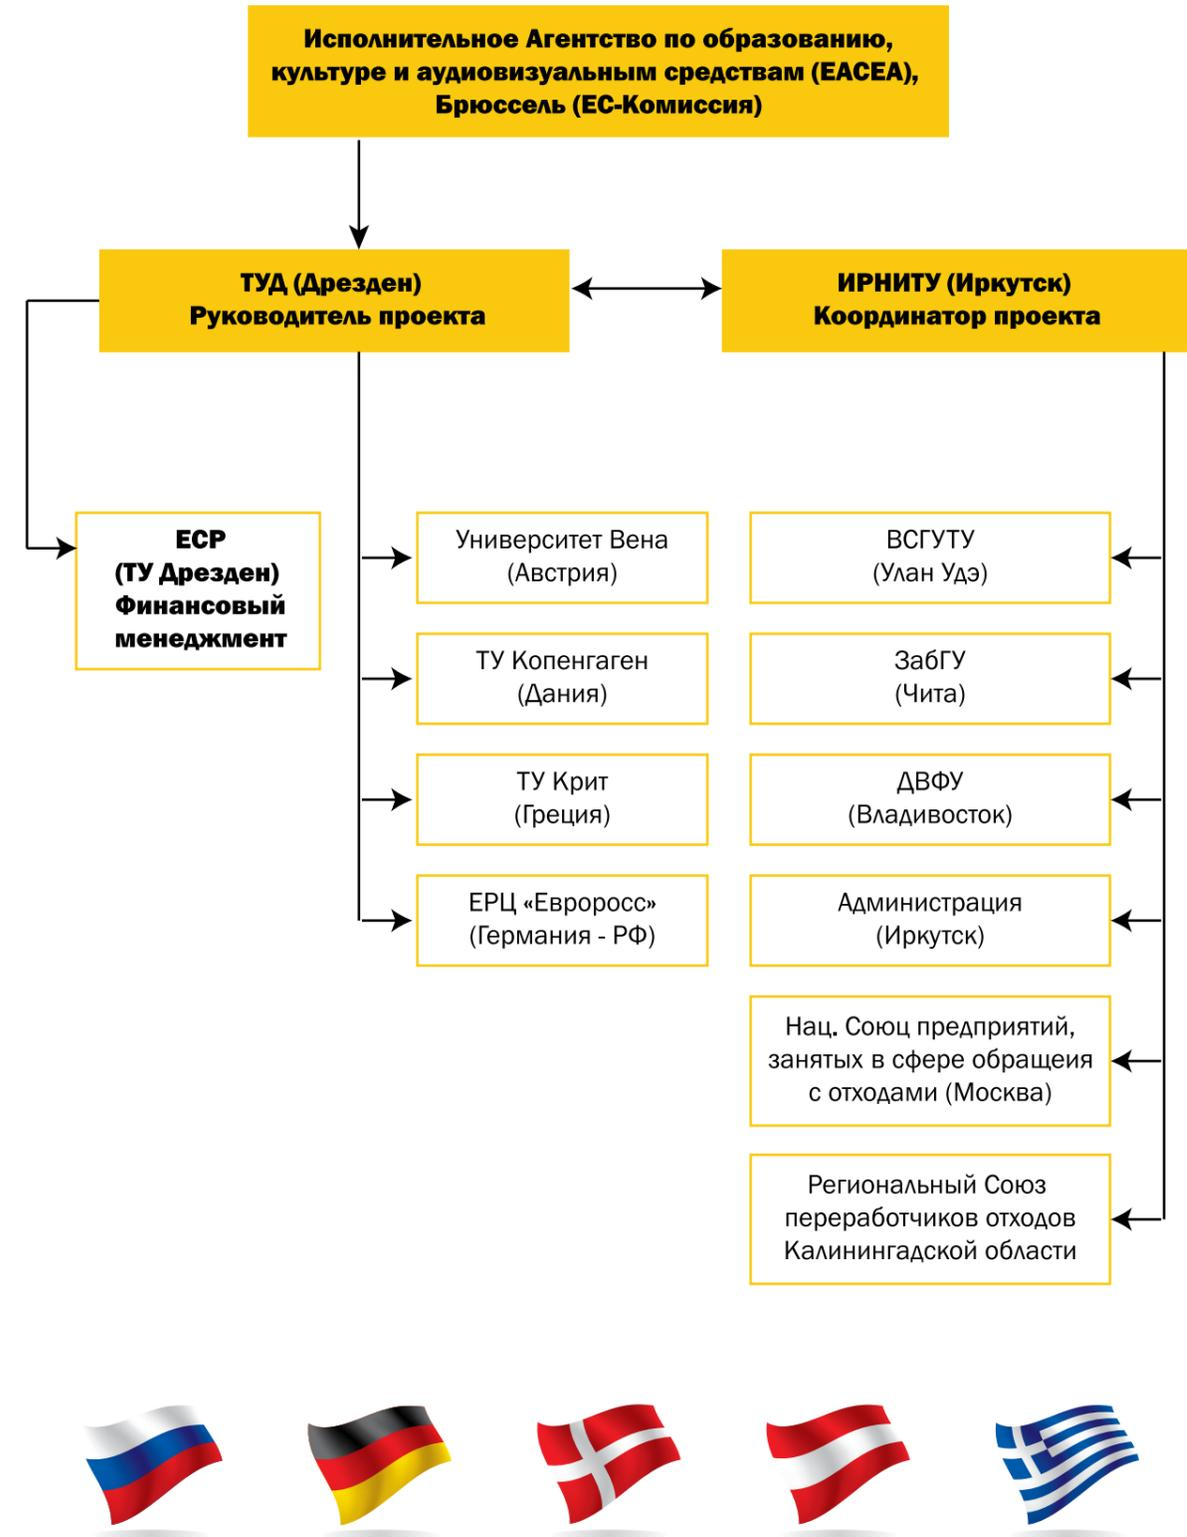 Исполнительное Агентство по образованию,
культуре и аудиовизуальным средствам (EACEA),
Брюссель (ЕС-Комиссия)
ТУД (Дрезден)
Руководитель проекта
ИРНИТУ (Иркутск)
Координатор проекта
ЕСР
(ТУ Дрезден)
Финансовый
менеджмент
Университет Вена
(Австрия)
ВСГУТУ
(Улан Удэ)
ТУ Копенгаген
(Дания)
ЗабГУ
(Чита)
ТУ Крит
(Греция)
ДВФУ
(Владивосток)
ЕРЦ «Евроросс»
(Германия - РФ)
Администрация
(Иркутск)
Нац. Союц предприятий,
занятых в сфере обращеия
с отходами (Москва)
Региональный Союз
переработчиков отходов
Калинингадской области